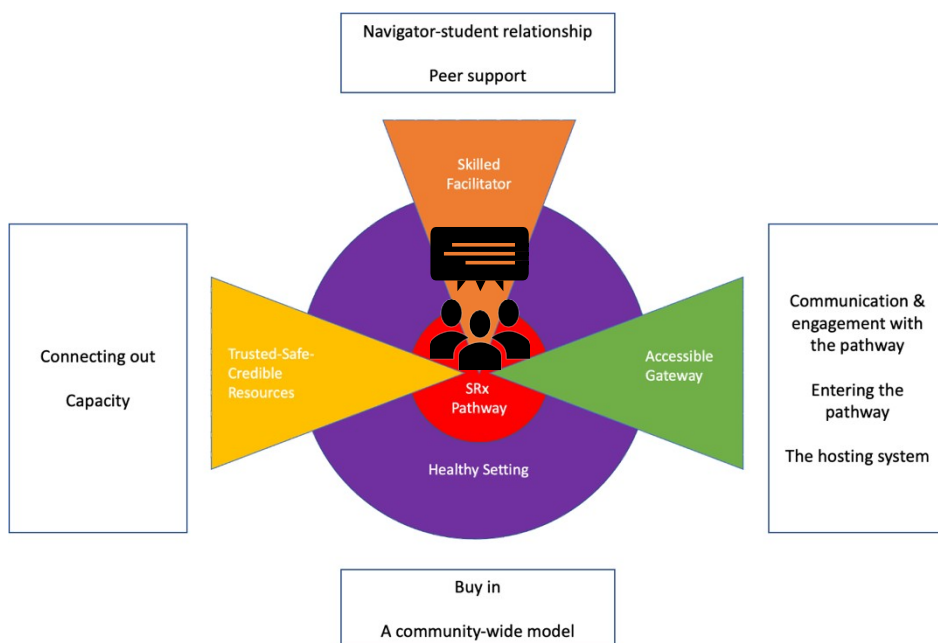 Navigator-student relationship
Peer support
Skilled
Facilitator
Connecting out
Capacity
Trusted-Safe-
Credible
Resources
SRx
Pathway
Accessible
Gateway
Communication &
engagement with
the pathway
Entering the
pathway
The hosting system
Healthy Setting
Buy in
A community-wide model